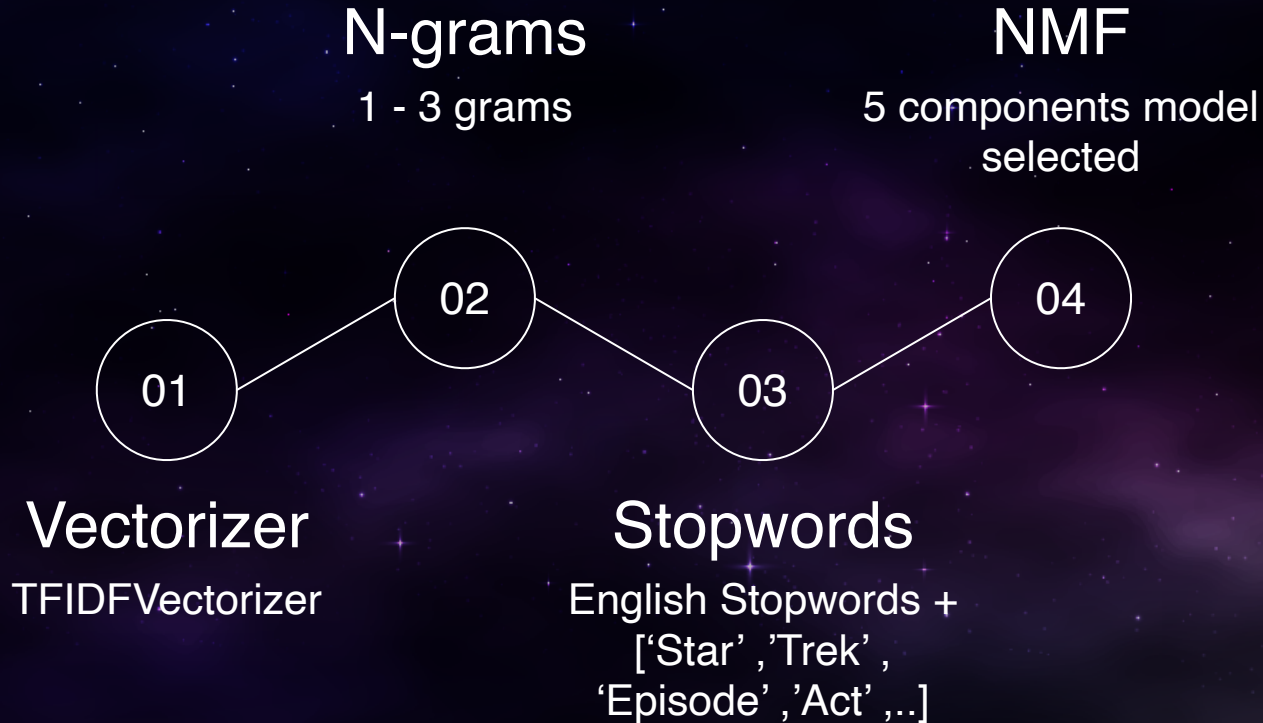 N-grams
1 - 3 grams
NMF
5 components model
selected
01
02
03
04
Vectorizer
TFIDFVectorizer
Stopwords
English Stopwords +
[‘Star’ ,’Trek’ ,
‘Episode’ ,’Act’ ,..]